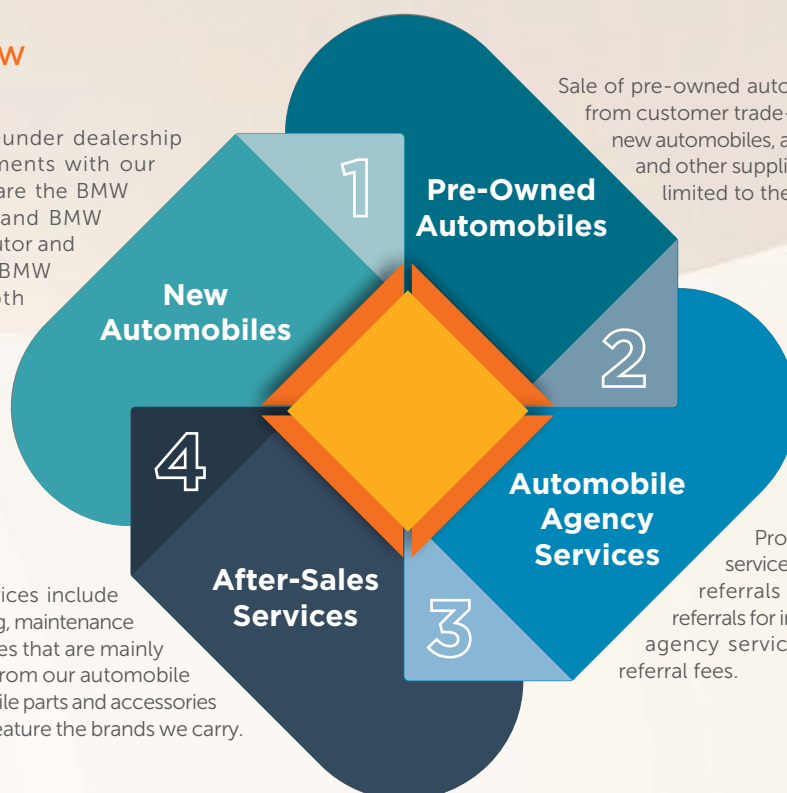 w
under dealership
ments with our
are the BMW
and BMW
utor and
BMW
oth
1
New
Automobiles
Pre-Owned
Automobiles
Sale of pre-owned auto
from customer trade-
new automobiles, a
and other suppli
limited to the
2
Automobile
Agency
Services
Pro
service
referrals
referrals for in
agency servic
referral fees.
3
4
After-Sales
Services
ices include
g, maintenance
es that are mainly
from our automobile
ile parts and accessories
eature the brands we carry.